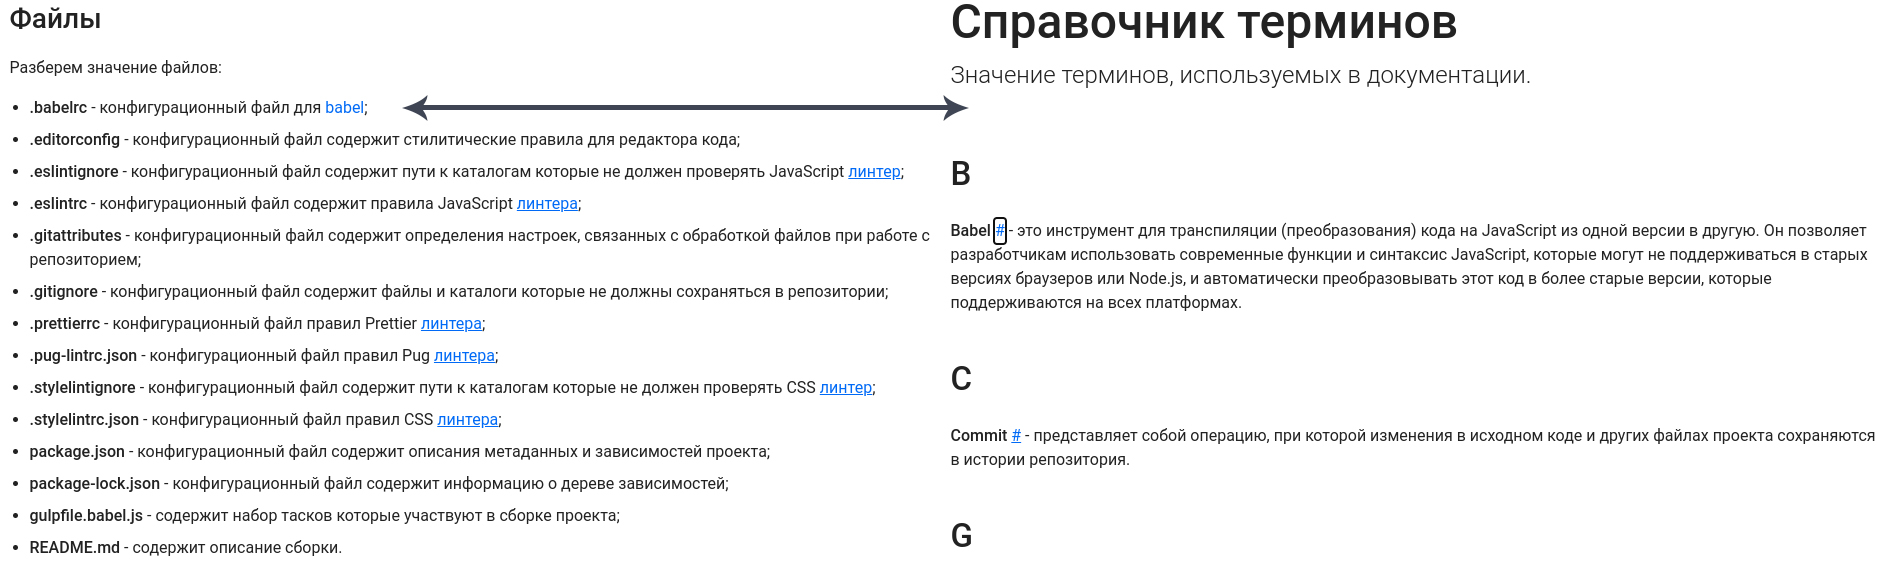 Файлы
Разберем значение файлов:
.babelrc - конфигурационный файл для babel;
.editorconfig - конфигурационный файл содержит стилитические правила для редактора кода;
.eslintignore - конфигурационный файл содержит пути к каталогам которые не должен проверять JavaScript линтер;
.eslintrc - конфигурационный файл содержит правила JavaScript линтера;
.gitattributes - конфигурационный файл содержит определения настроек, связанных с обработкой файлов при работе с
репозиторием;
.gitignore - конфигурационный файл содержит файлы и каталоги которые не должны сохраняться в репозитории;
.prettierrc - конфигурационный файл правил Prettier линтера;
.pug-lintrc.json - конфигурационный файл правил Pug линтера;
.stylelintignore - конфигурационный файл содержит пути к каталогам которые не должен проверять CSS линтер;
.stylelintrc.json - конфигурационный файл правил CSS линтера;
package.json - конфигурационный файл содержит описания метаданных и зависимостей проекта;
package-lock.json - конфигурационный файл содержит информацию о дереве зависимостей;
gulpfile.babel.js - содержит набор тасков которые участвуют в сборке проекта;
README.md - содержит описание сборки.
Справочник терминов
Значение терминов, используемых в документации.
B
Babel # - это инструмент для транспиляции (преобразования) кода на JavaScript из одной версии в другую. Он позволяет
разработчикам использовать современные функции и синтаксис JavaScript, которые могут не поддерживаться в старых
версиях браузеров или Node.js, и автоматически преобразовывать этот код в более старые версии, которые
поддерживаются на всех платформах.
C
Commit # - представляет собой операцию, при которой изменения в исходном коде и других файлах проекта сохраняются
в истории репозитория.
G